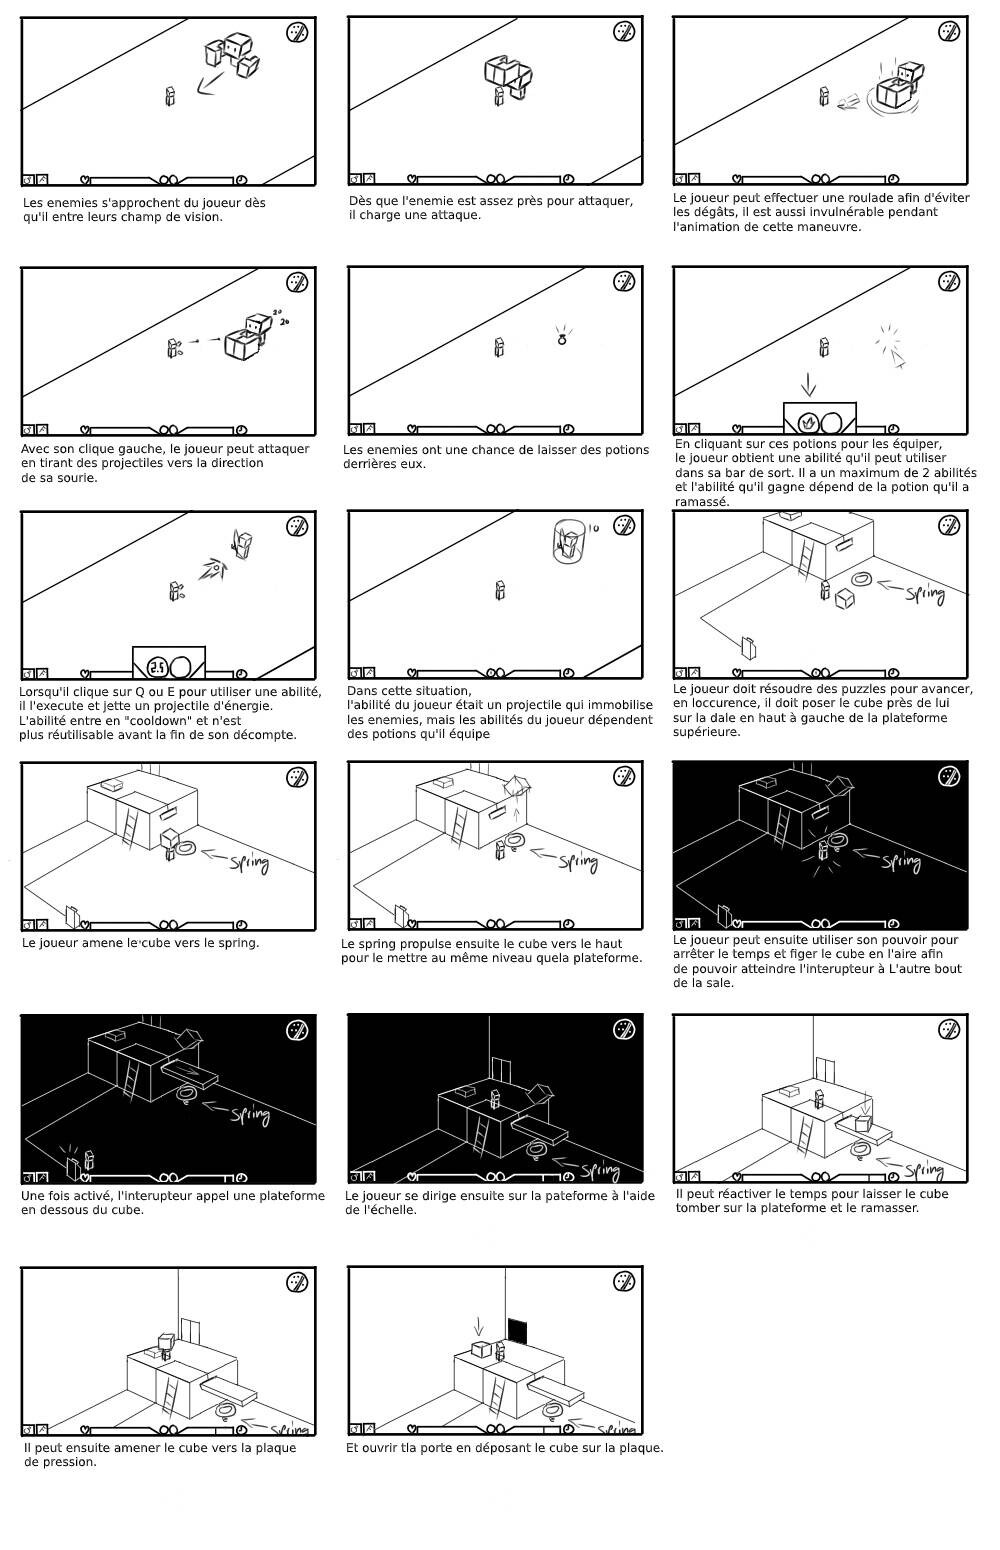 Les enemies s'approchent du joueur dès
qu'il entre leurs champ de vision.
Dès que l'enemie est assez près pour attaquer,
il charge une attaque.
Le joueur peut effectuer une roulade afin d'éviter
les dégâts, il est aussi invulnérable pendant
l'animation de cette maneuvre.
20
20
Avec son clique gauche, le joueur peut attaquer
en tirant des projectiles vers la direction
de sa sourie.
Les enemies ont une chance de laisser des potions
derrières eux.
En cliquant sur ces potions pour les équiper,
le joueur obtient une abilité qu'il peut utiliser
dans sa bar de sort. Il a un maximum de 2 abilités
et l'abilité qu'il gagne dépend de la potion qu'il a
ramassé.
2.5
Lorsqu'il clique sur Q ou E pour utiliser une abilité,
il l'execute et jette un projectile d'énergie.
L'abilité entre en "cooldown" et n'est
plus réutilisable avant la fin de son décompte.
10
Dans cette situation,
l'abilité du joueur était un projectile qui immobilise
les enemies, mais les abilités du joueur dépendent
des potions qu'il équipe
Spring
Le joueur doit résoudre des puzzles pour avancer,
en loccurence, il doit poser le cube près de lui
sur la dale en haut à gauche de la plateforme
supérieure.
Spring
Le joueur amene le cube vers le spring.
Spring
Le spring propulse ensuite le cube vers le haut
pour le mettre au même niveau quela plateforme.
Spring
Le joueur peut ensuite utiliser son pouvoir pour
arrêter le temps et figer le cube en l'aire afin
de pouvoir atteindre l'interupteur à L'autre bout
de la sale.
Spring
Une fois activé, l'interupteur appel une plateforme
en dessous du cube.
Spring
Le joueur se dirige ensuite sur la pateforme à l'aide
de l'échelle.
Spring
Il peut réactiver le temps pour laisser le cube
tomber sur la plateforme et le ramasser.
Spring
Il peut ensuite amener le cube vers la plaque
de pression.
Spring
Et ouvrir tla porte en déposant le cube sur la plaque.